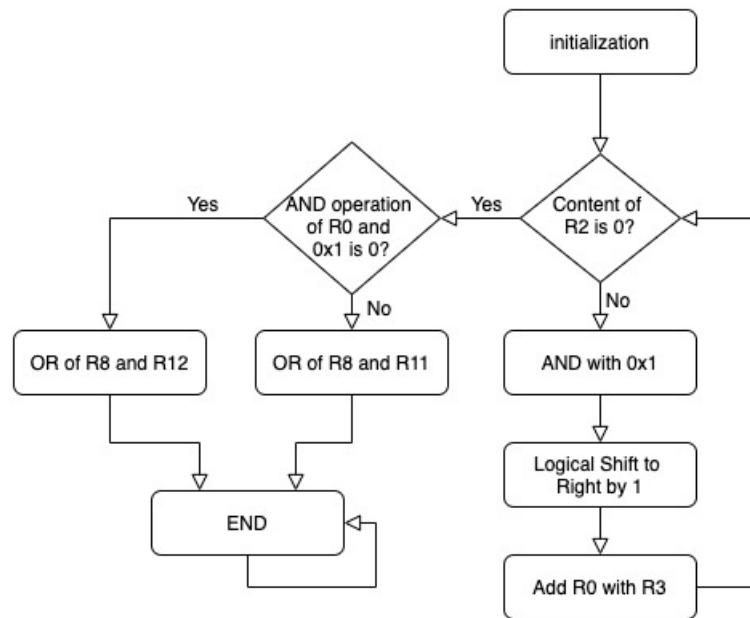 initialization
Content of
R2 is 0?
Yes
AND operation
of R0 and
0x1 is 0?
Yes
No
No
OR of R8 and R12
OR of R8 and R11
AND with 0x1
Logical Shift to
Right by 1
END
Add R0 with R3